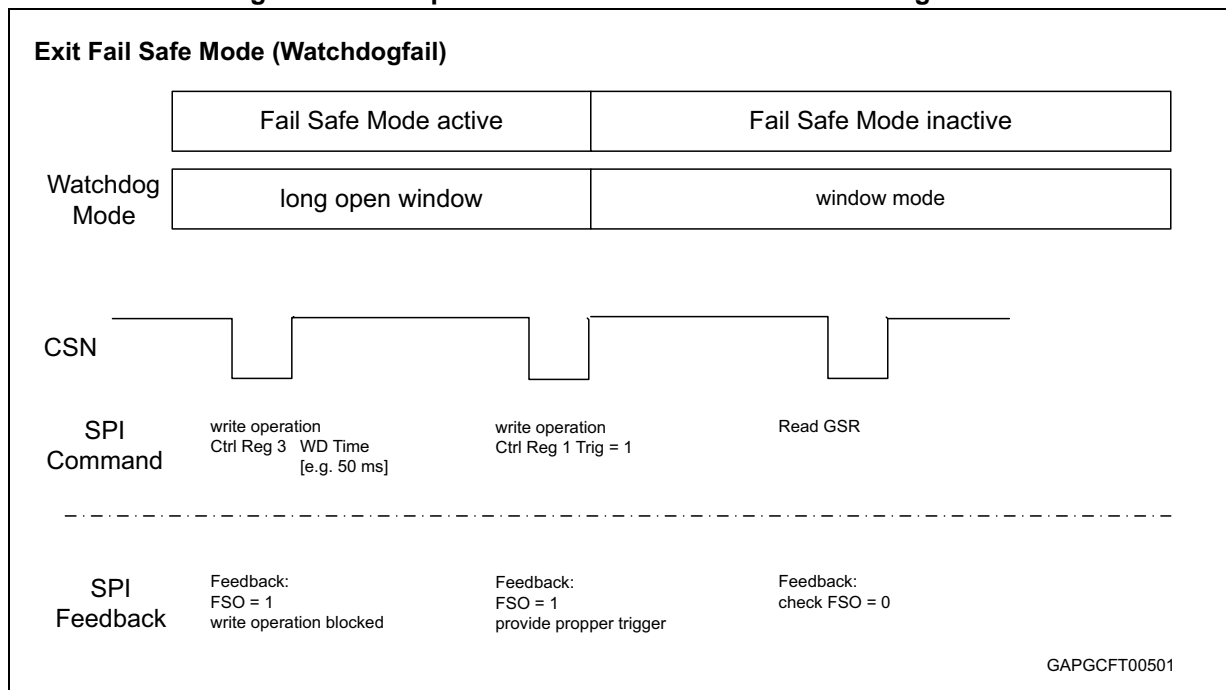 Exit Fail Safe Mode (Watchdogfail)
Fail Safe Mode active
Fail Safe Mode inactive
Watchdog
Mode
long open window
window mode
CSN
SPI
Command
write operation
Ctrl Reg 3 WD Time
[e.g. 50 ms]
write operation
Ctrl Reg 1 Trig = 1
Read GSR
SPI
Feedback
Feedback:
FSO = 1
write operation blocked
Feedback:
FSO = 1
provide propper trigger
Feedback:
check FSO = 0
GAPGCFT00501